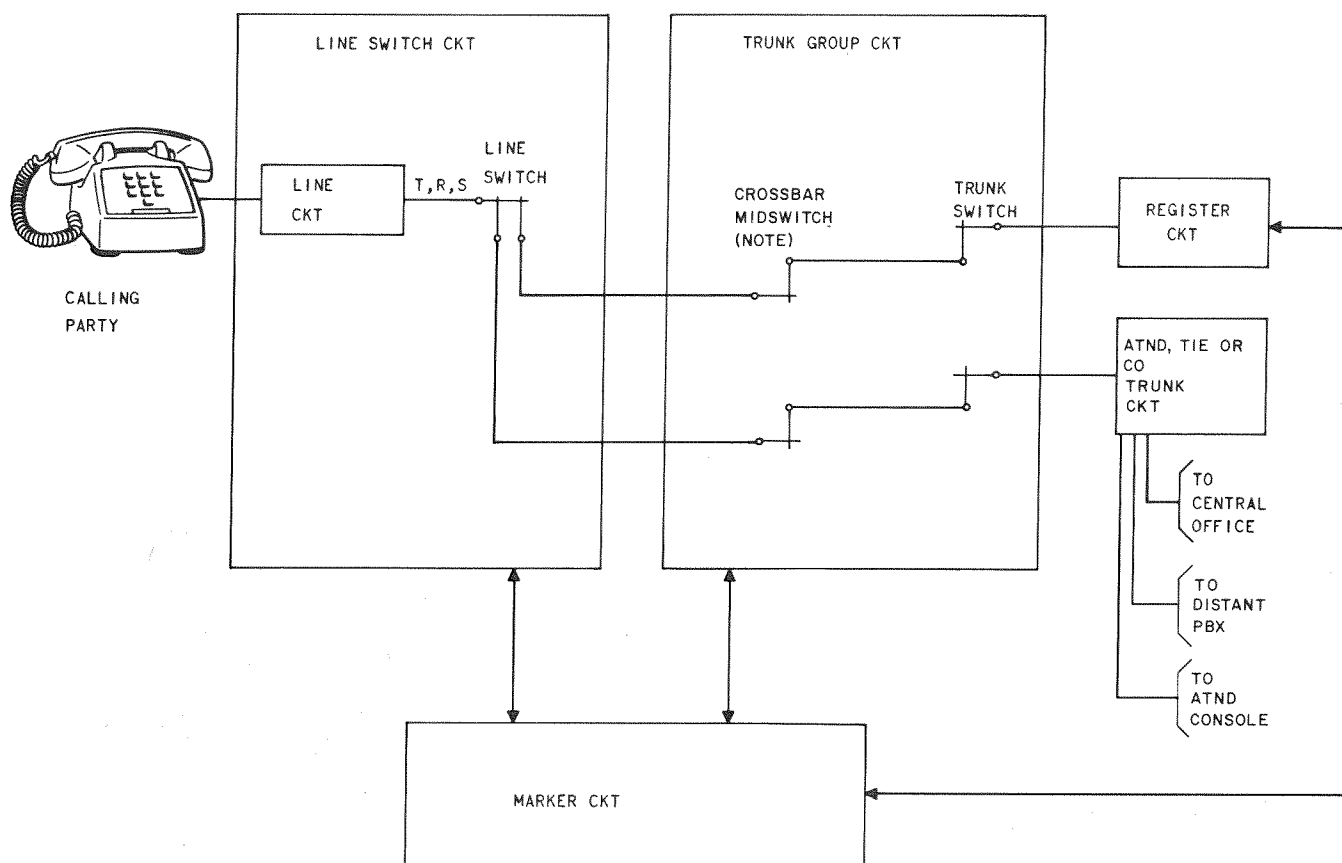 LINE SWITCH CKT
TRUNK GROUP CKT
CALLING
PARTY
LINE
CKT
T,R,S
LINE
SWITCH
CROSSBAR
MIDSWITCH
(NOTE)
TRUNK
SWITCH
REGISTER
CKT
ATND, TIE OR
CO
TRUNK
CKT
TO
CENTRAL
OFFICE
TO
DISTANT
PBX
TO
ATND
CONSOLE
MARKER CKT